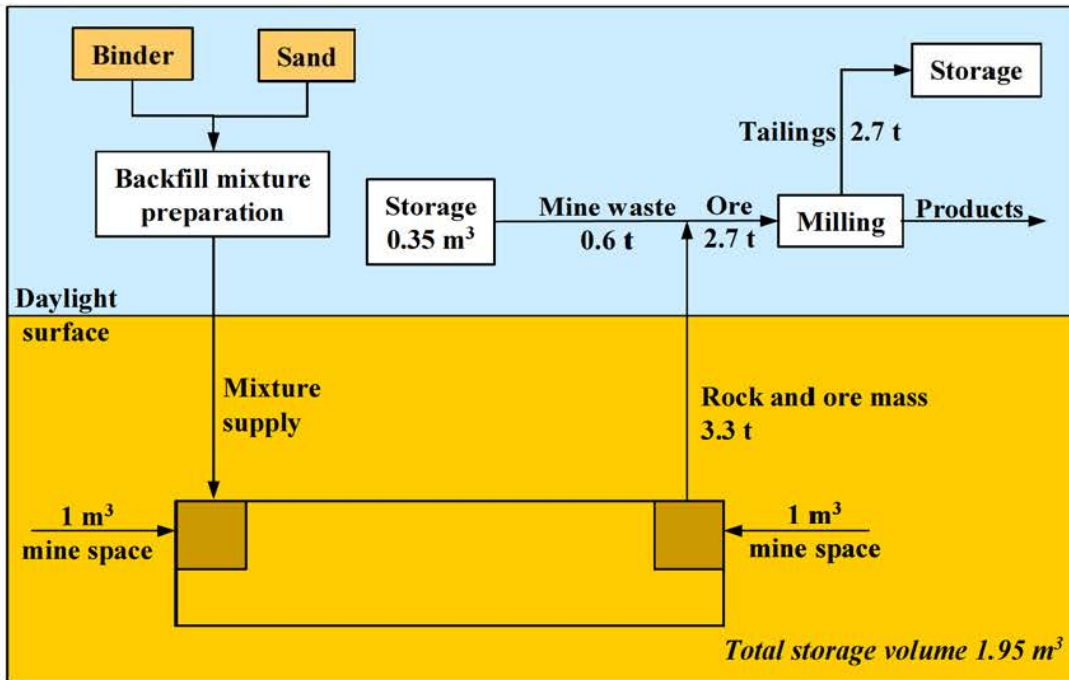 Binder
Sand
Storage
Tailings 2.7 t
Backfill mixture
preparation
Storage
0.35 m³
Mine waste
0.6 t
Ore
2.7 t
Milling
Products
Daylight
surface
Mixture
supply
Rock and ore mass
3.3 t
1 m³
mine space
1 m³
mine space
Total storage volume 1.95 m³